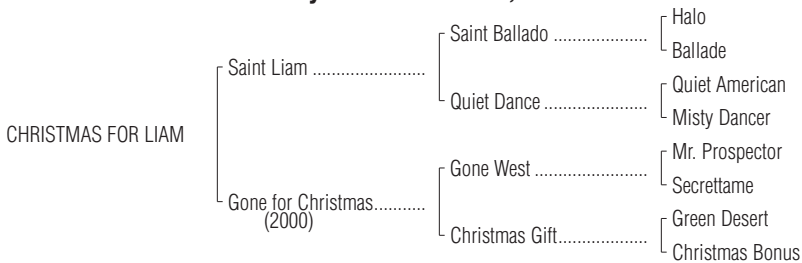 Halo
Saint Ballado ....................
Ballade
Saint Liam ........................
Quiet American
Quiet Dance ......................
Misty Dancer
CHRISTMAS FOR LIAM
Mr. Prospector
Gone West ........................
Secrettame
Gone for Christmas...........
(2000)
Green Desert
Christmas Gift...................
Christmas Bonus